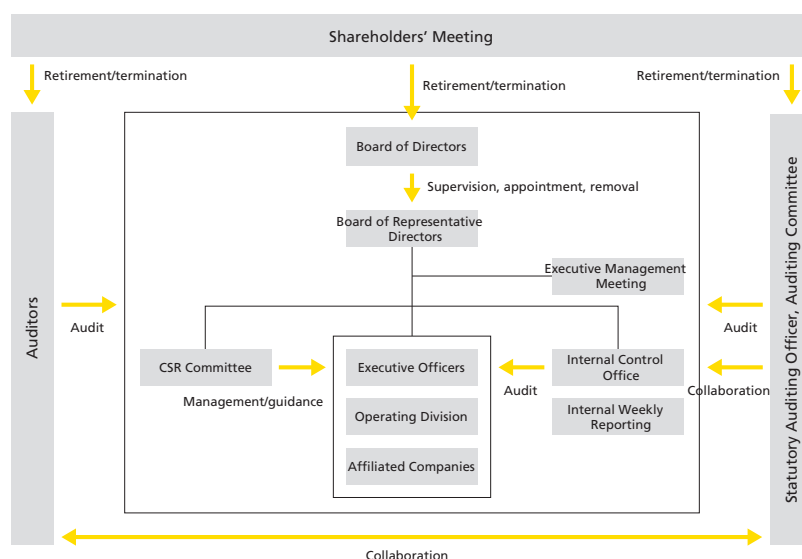 Shareholders' Meeting
Retirement/termination
Retirement/termination
Retirement/termination
Board of Directors
Supervision, appointment, removal
Board of Representative
Directors
Executive Management
Meeting
Auditors
Audit
Statutory Auditing Officer, Auditing Committee
Audit
CSR Committee
Management/guidance
Executive Officers
Audit
Internal Control
Office
Collaboration
Operating Division
Internal Weekly
Reporting
Affiliated Companies
Collaboration